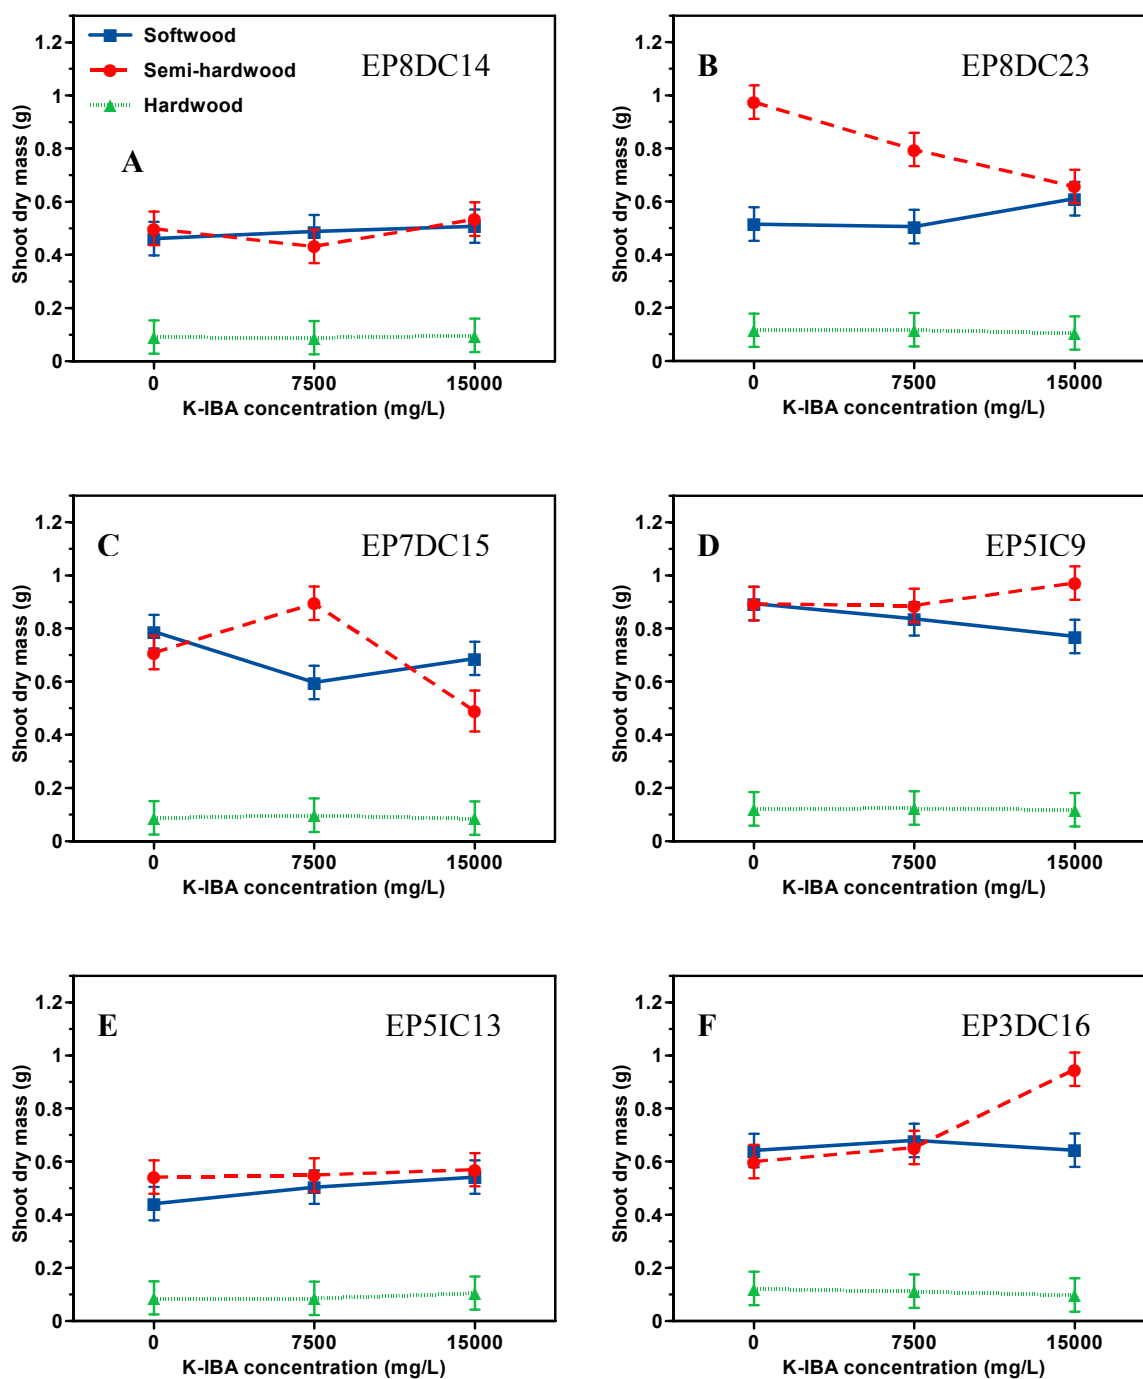 Softwood
Semi-hardwood
Hardwood
A
EP8DC14
Shoot dry mass (g)
1.2
1
0.8
0.6
0.4
0.2
0
0 7500 15000
K-IBA concentration (mg/L)
B
EP8DC23
Shoot dry mass (g)
1.2
1
0.8
0.6
0.4
0.2
0
0 7500 15000
K-IBA concentration (mg/L)
C
EP7DC15
Shoot dry mass (g)
1.2
1
0.8
0.6
0.4
0.2
0
0 7500 15000
K-IBA concentration (mg/L)
D
EP5IC9
Shoot dry mass (g)
1.2
1
0.8
0.6
0.4
0.2
0
0 7500 15000
K-IBA concentration (mg/L)
E
EP5IC13
Shoot dry mass (g)
1.2
1
0.8
0.6
0.4
0.2
0
0 7500 15000
K-IBA concentration (mg/L)
F
EP3DC16
Shoot dry mass (g)
1.2
1
0.8
0.6
0.4
0.2
0
0 7500 15000
K-IBA concentration (mg/L)